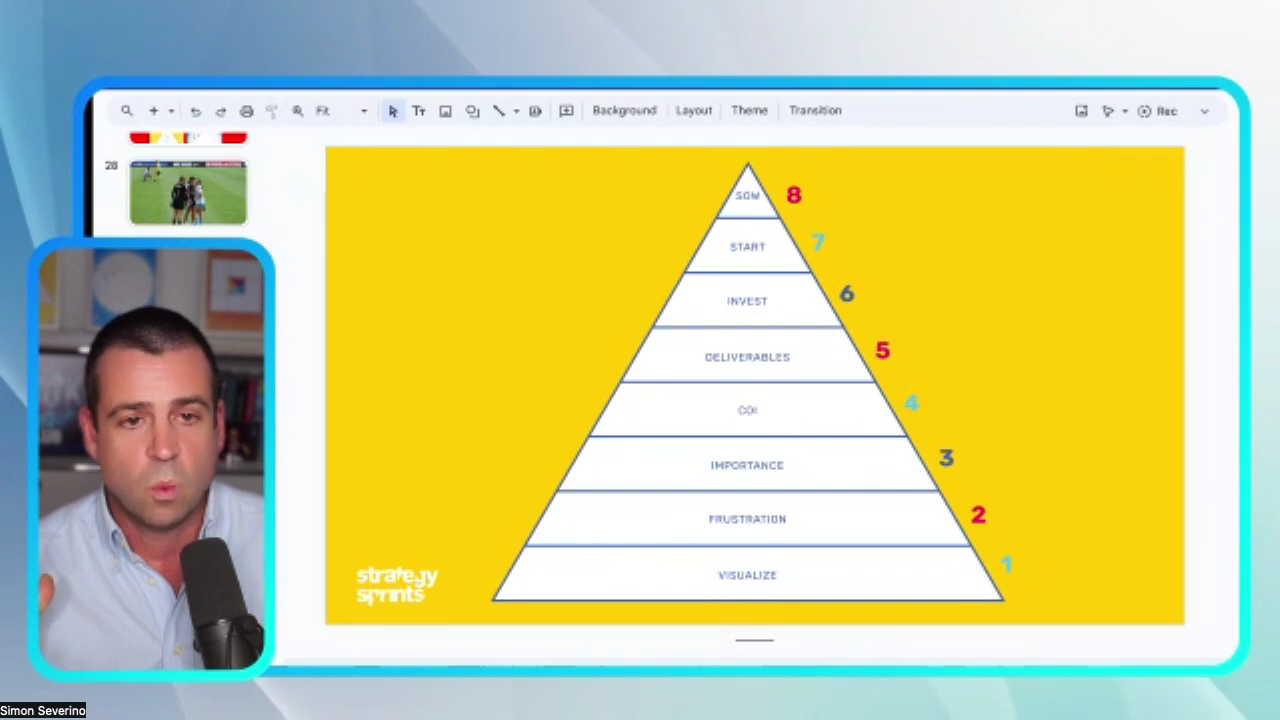 Fit
Background
Layout
Theme
Transition
Rec
28
SOW 8
START 7
INVEST 6
DELIVERABLES 5
COI 4
IMPORTANCE 3
FRUSTRATION 2
VISUALIZE 1
strategy
sprints
Simon Severino